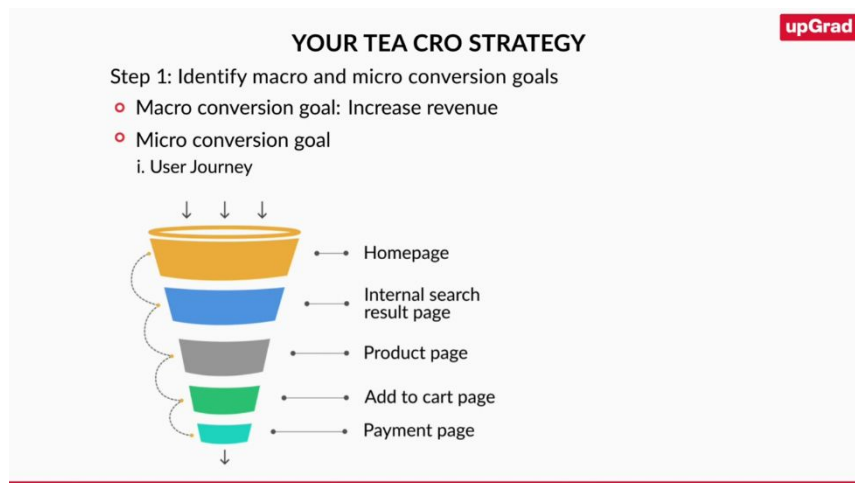 upGrad
YOUR TEA CRO STRATEGY
Step 1: Identify macro and micro conversion goals
Macro conversion goal: Increase revenue
Micro conversion goal
i. User Journey
Homepage
Internal search
result page
Product page
Add to cart page
Payment page